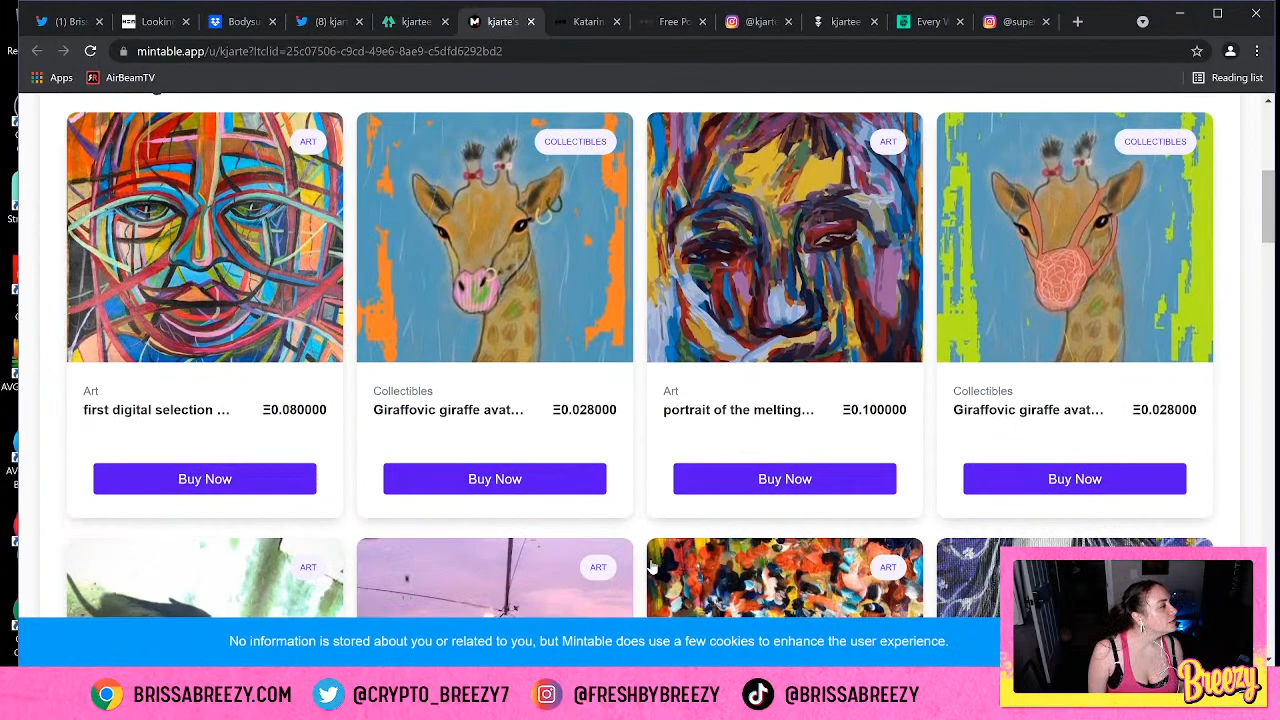 (1) Bris
Lookin
Bodysu
(8) kjart
kjartee
kjarte's
Katarin
Free Po
@kjarte
kjartee
Every V
@supe
mintable.app/u/kjarte?ltclid=25c07506-c9cd-49e6-8ae9-c5dfd6292bd2
Apps
AirBeamTV
Reading list
ART
COLLECTIBLES
ART
COLLECTIBLES
Art
first digital selection ...
Ξ0.080000
Buy Now
Collectibles
Giraffovic giraffe avat...
Ξ0.028000
Buy Now
Art
portrait of the melting...
Ξ0.100000
Buy Now
Collectibles
Giraffovic giraffe avat...
Ξ0.028000
Buy Now
ART
ART
ART
No information is stored about you or related to you, but Mintable does use a few cookies to enhance the user experience.
Breezy
BRISSABREEZY.COM
@CRYPTO_BREEZY7
@FRESHBYBREEZY
@BRISSABREEZY